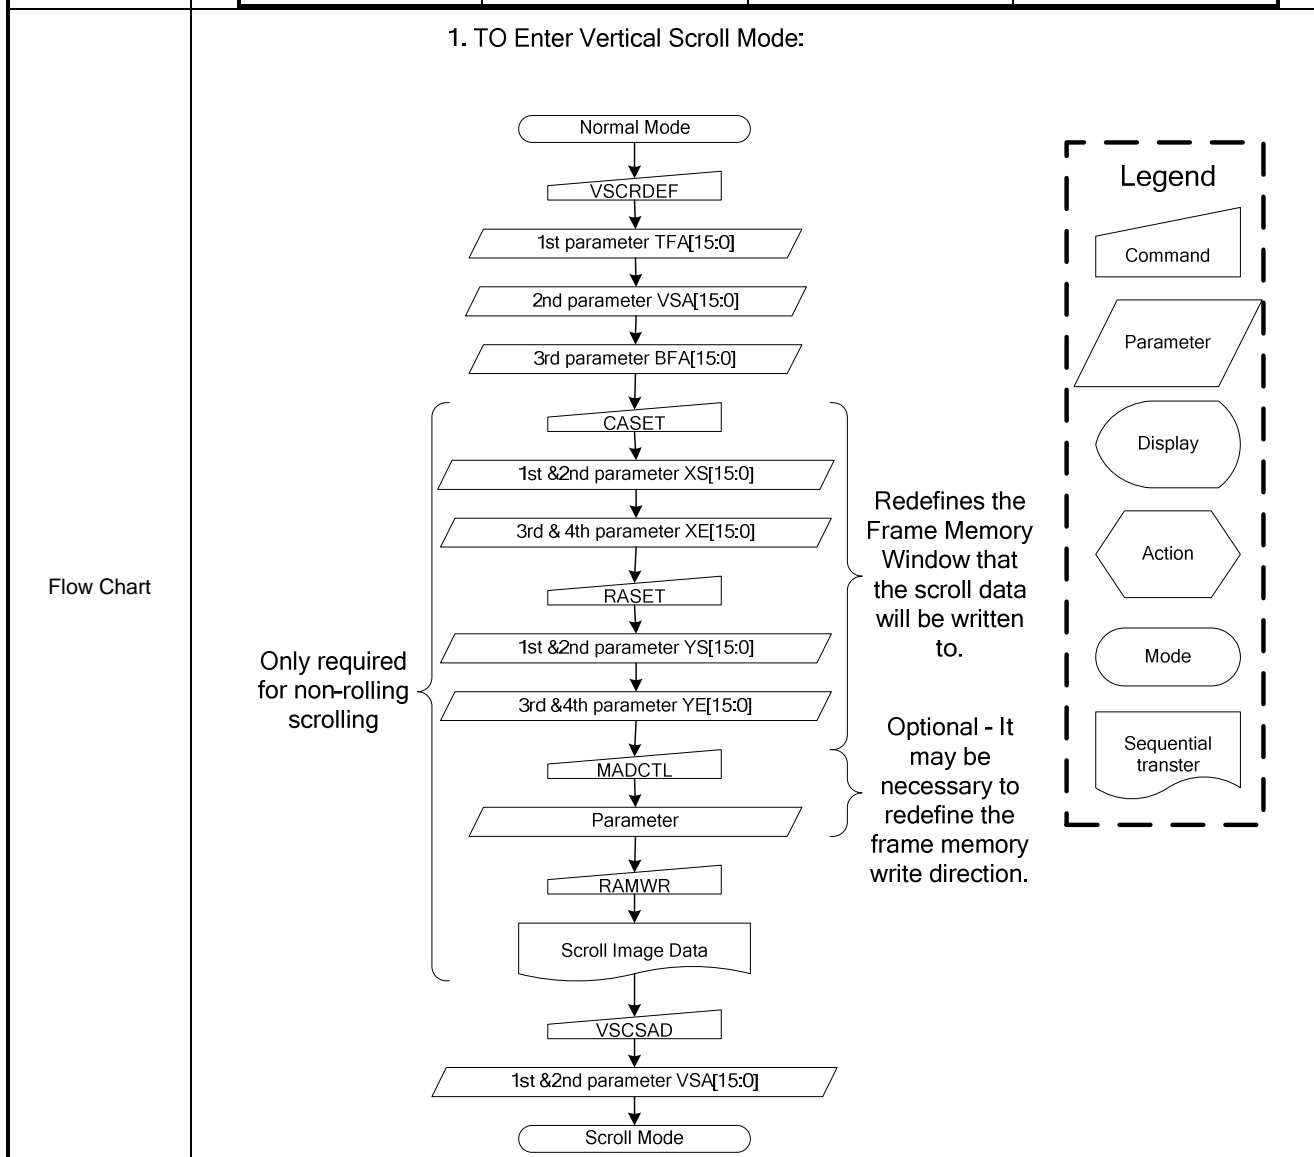 1. TO Enter Vertical Scroll Mode:
Flow Chart
Normal Mode
VSCRDEF
1st parameter TFA[15:0]
2nd parameter VSA[15:0]
3rd parameter BFA[15:0]
CASET
1st &2nd parameter XS[15:0]
3rd & 4th parameter XE[15:0]
RASET
1st &2nd parameter YS[15:0]
3rd &4th parameter YE[15:0]
MADCTL
Parameter
RAMWR
Scroll Image Data
VSCSAD
1st &2nd parameter VSA[15:0]
Scroll Mode
Only required
for non-rolling
scrolling
Redefines the
Frame Memory
Window that
the scroll data
will be written
to.
Optional - It
may be
necessary to
redefine the
frame memory
write direction.
Legend
Command
Parameter
Display
Action
Mode
Sequential
transter